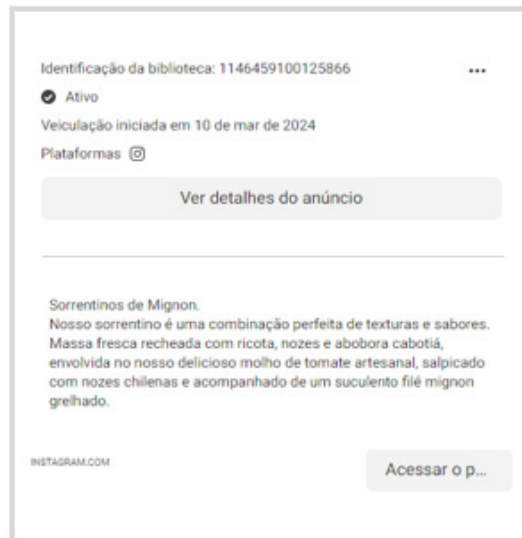 Identificação da biblioteca: 1146459100125866
Ativo
Veiculação iniciada em 10 de mar de 2024
Plataformas
Ver detalhes do anúncio
Sorrentinos de Mignon.
Nosso sorrentino é uma combinação perfeita de texturas e sabores.
Massa fresca recheada com ricota, nozes e abobora cabotiá,
envolvida no nosso delicioso molho de tomate artesanal, salpicado
com nozes chilenas e acompanhado de um suculento filé mignon
grelhado.
INSTAGRAM.COM
Acessar o p...